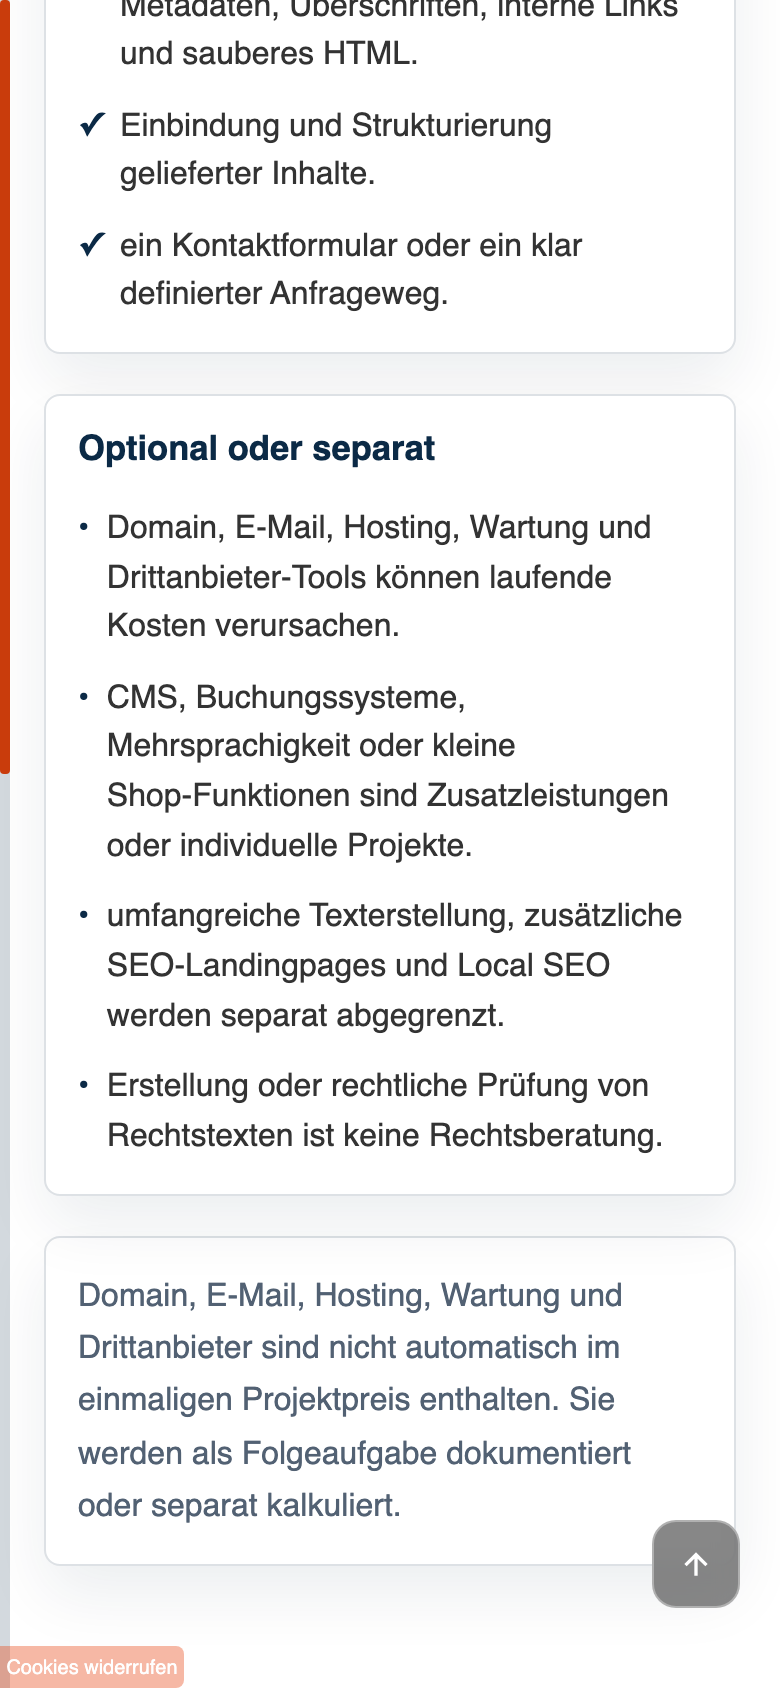 Metadaten, Überschriften, interne Links
und sauberes HTML.
✔ Einbindung und Strukturierung
gelieferter Inhalte.
✔ ein Kontaktformular oder ein klar
definierter Anfrageweg.
Optional oder separat
• Domain, E-Mail, Hosting, Wartung und
Drittanbieter-Tools können laufende
Kosten verursachen.
• CMS, Buchungssysteme,
Mehrsprachigkeit oder kleine
Shop-Funktionen sind Zusatzleistungen
oder individuelle Projekte.
• umfangreiche Texterstellung, zusätzliche
SEO-Landingpages und Local SEO
werden separat abgegrenzt.
• Erstellung oder rechtliche Prüfung von
Rechtstexten ist keine Rechtsberatung.
Domain, E-Mail, Hosting, Wartung und
Drittanbieter sind nicht automatisch im
einmaligen Projektpreis enthalten. Sie
werden als Folgeaufgabe dokumentiert
oder separat kalkuliert.
Cookies widerrufen